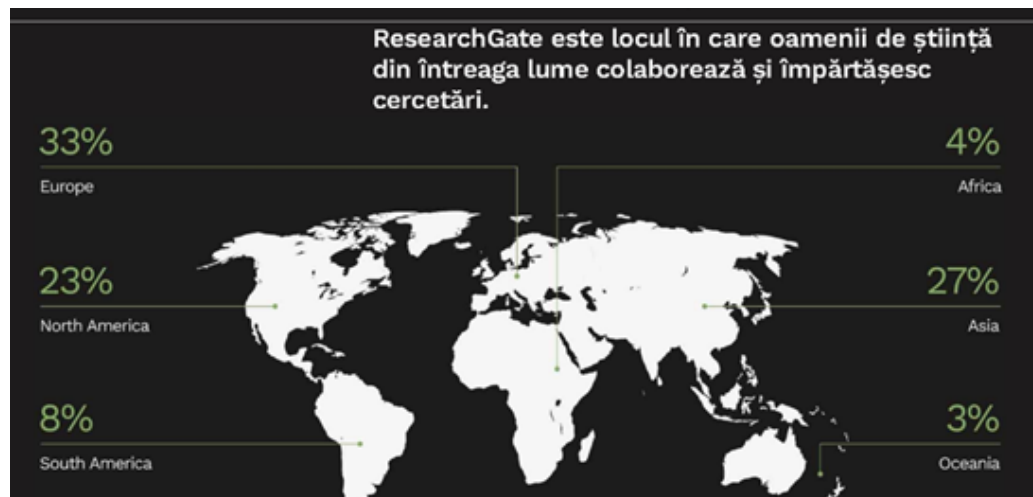 ResearchGate este locul în care oamenii de știință
din întreaga lume colaborează și împărtășesc
cercetări.
33%
Europe
4%
Africa
23%
North America
27%
Asia
8%
South America
3%
Oceania